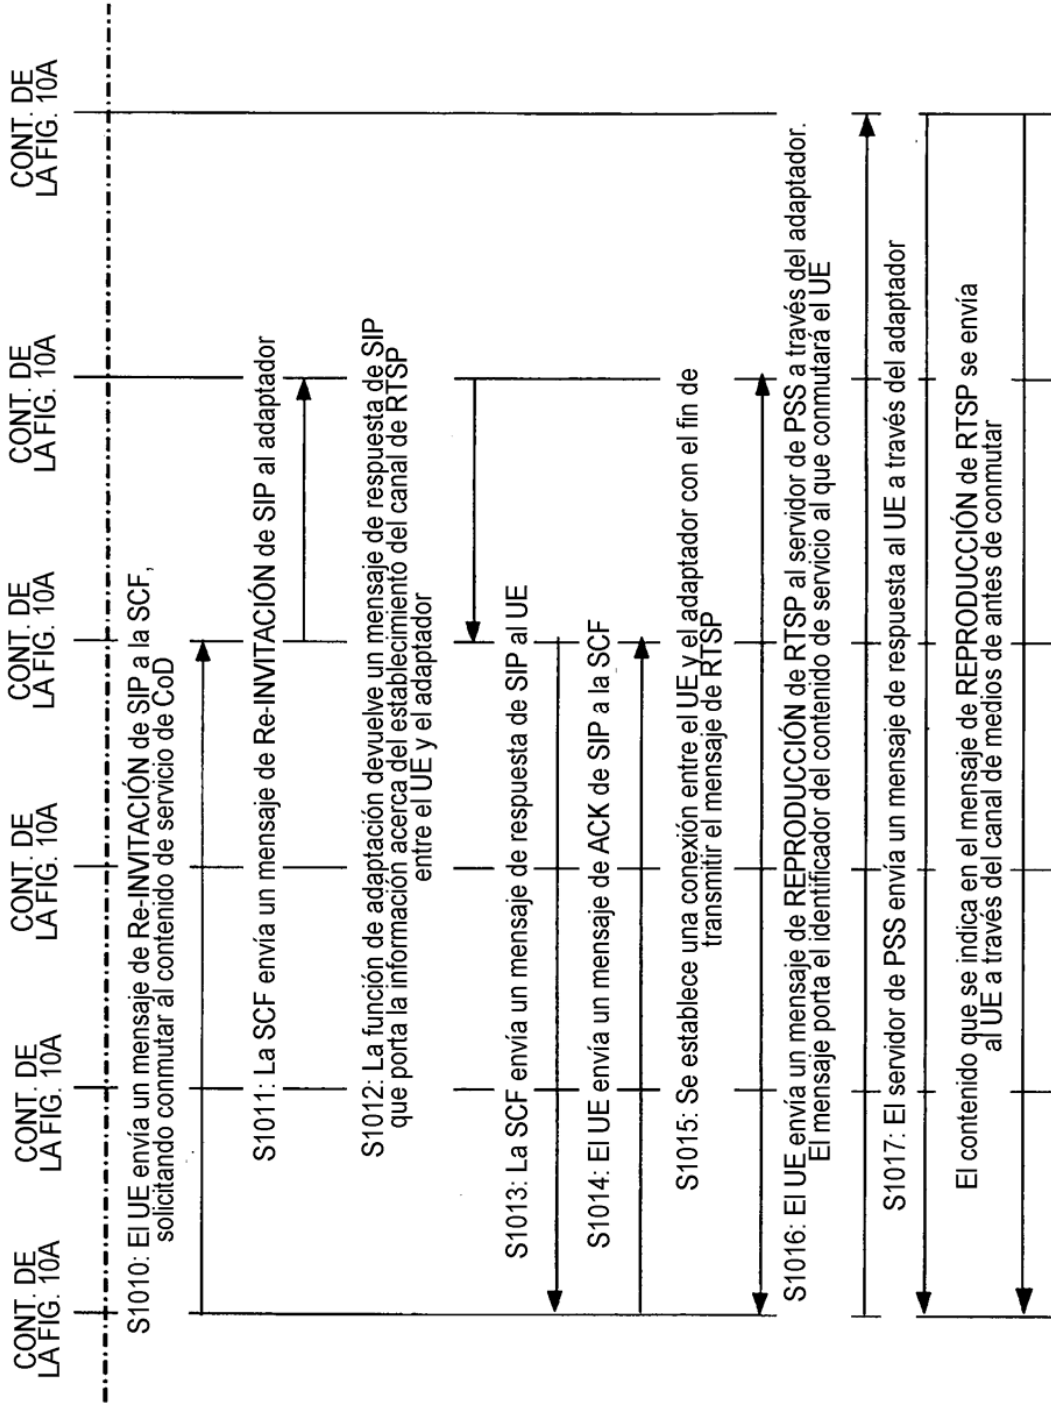 CONT. DE
LA FIG. 10A
CONT. DE
LA FIG. 10A
CONT. DE
LA FIG. 10A
CONT. DE
LA FIG. 10A
CONT. DE
LA FIG. 10A
CONT. DE
LA FIG. 10A
S1010: El UE envía un mensaje de Re-INVITACIÓN de SIP a la SCF,
solicitando conmutar al contenido de servicio de CoD
S1011: La SCF envía un mensaje de Re-INVITACIÓN de SIP al adaptador
S1012: La función de adaptación devuelve un mensaje de respuesta de SIP
que porta la información acerca del establecimiento del canal de RTSP
entre el UE y el adaptador
S1013: La SCF envía un mensaje de respuesta de SIP al UE
S1014: El UE envía un mensaje de ACK de SIP a la SCF
S1015: Se establece una conexión entre el UE y el adaptador con el fin de
transmitir el mensaje de RTSP
S1016: El UE envía un mensaje de REPRODUCCIÓN de RTSP al servidor de PSS a través del adaptador.
El mensaje porta el identificador del contenido de servicio al que conmutará el UE
S1017: El servidor de PSS envía un mensaje de respuesta al UE a través del adaptador
El contenido que se indica en el mensaje de REPRODUCCIÓN de RTSP se envía
al UE a través del canal de medios de antes de conmutar